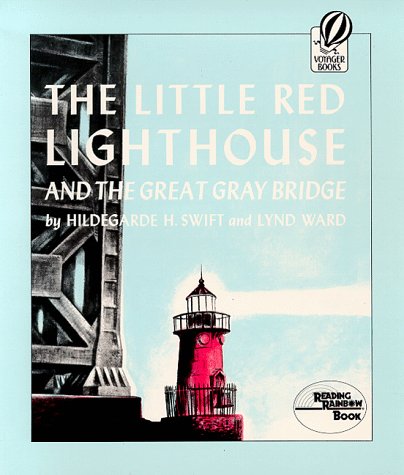 VOYAGER
BOOKS
THE LITTLE RED
LIGHTHOUSE
AND THE GREAT GRAY BRIDGE
by HILDEGARDE H. SWIFT and LYND WARD
READING
RAINBOW
BOOK